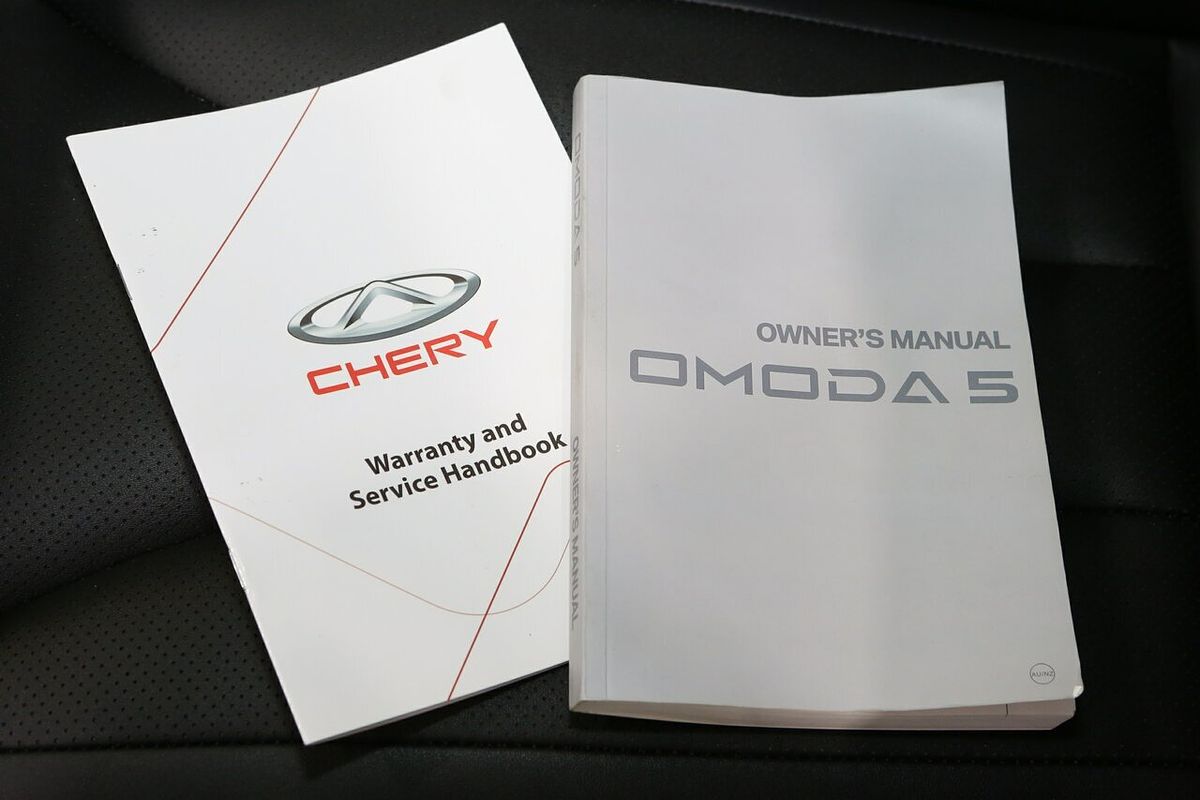 CHERY
Warranty and
Service Handbook
OMODA 5
OWNER'S MANUAL
OWNER'S MANUAL
OMODA 5
AU/NZ